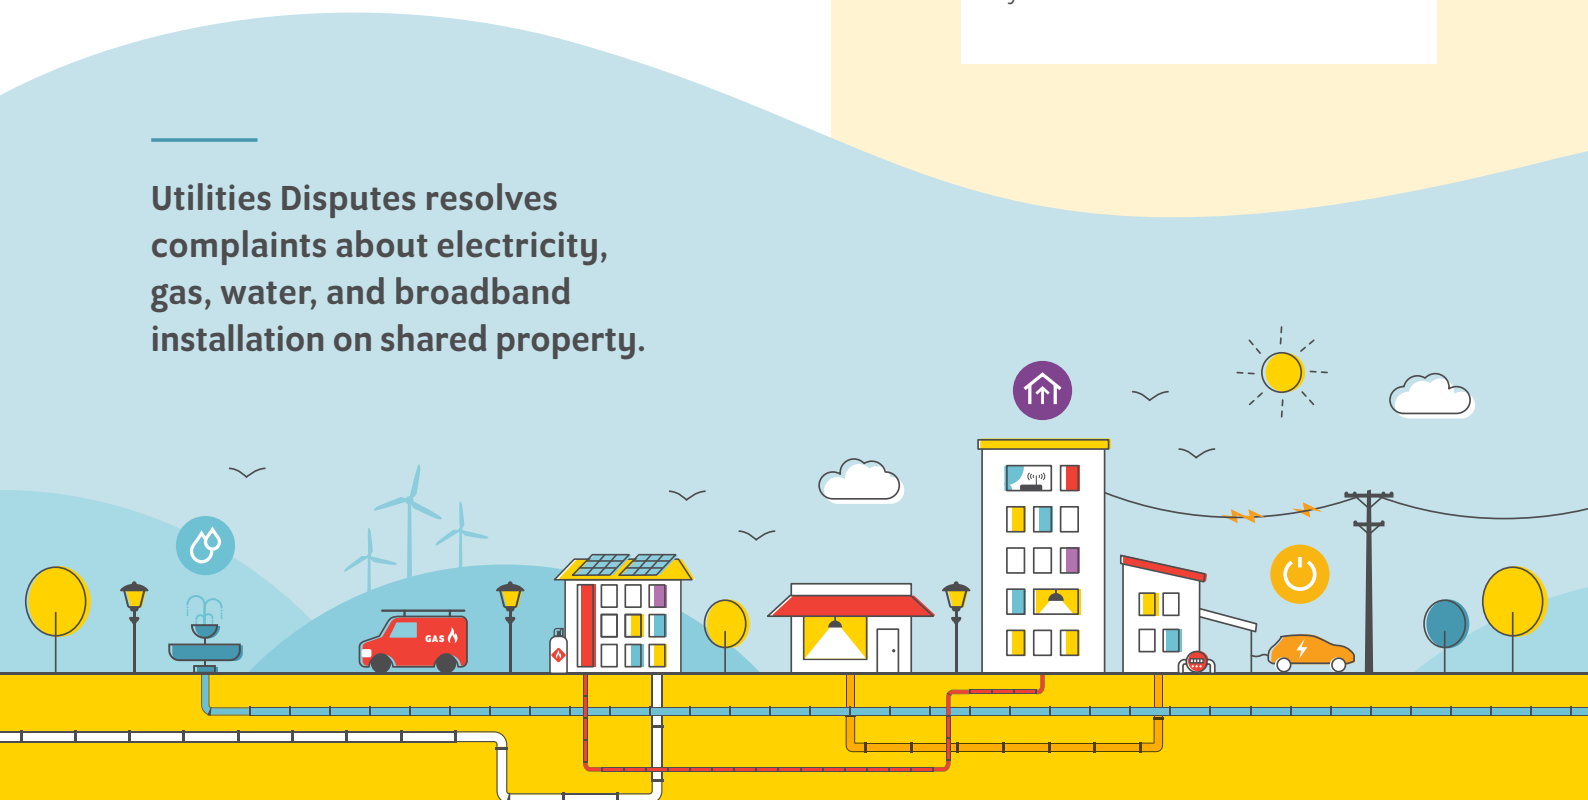 Utilities Disputes resolves
complaints about electricity,
gas, water, and broadband
installation on shared property.
GAS